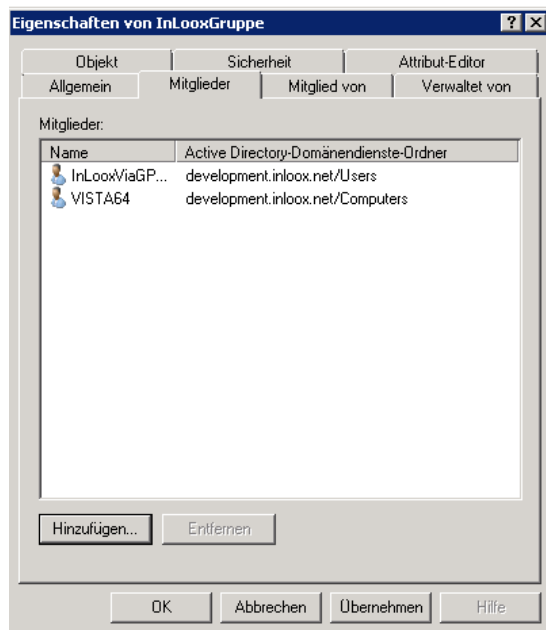 Eigenschaften von InLooxGruppe
Objekt Sicherheit Attribut-Editor
Allgemein Mitglieder Mitglied von Verwaltet von
Mitglieder:
Name Active Directory-Domänendienste-Ordner
InLooxViaGP... development.inloox.net/Users
VISTA64 development.inloox.net/Computers
Hinzufügen... Entfernen
OK Abbrechen Übernehmen Hilfe